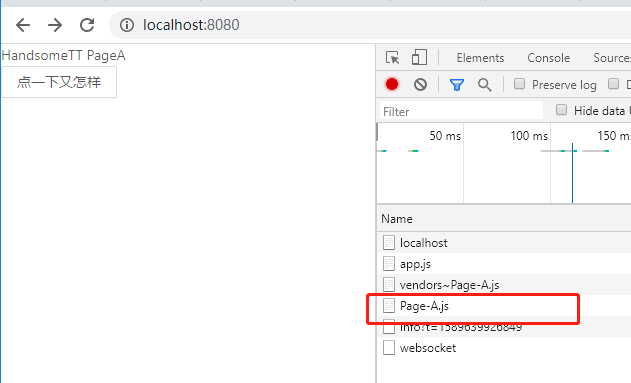 localhost:8080
HandsomeTT PageA
点一下又怎样
Elements Console Sources
Preserve log
Filter
Hide data
50 ms 100 ms 150 ms
Name
localhost
app.js
vendors~Page-A.js
Page-A.js
info?t=1589639926849
websocket